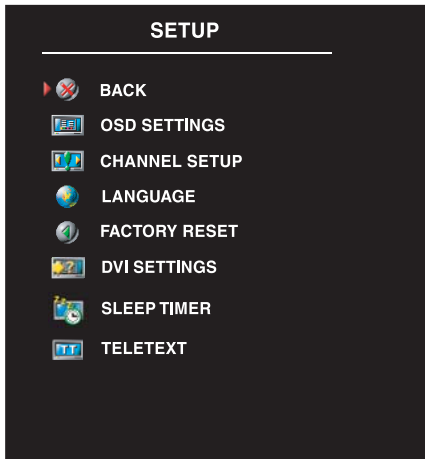 SETUP
BACK
OSD SETTINGS
CHANNEL SETUP
LANGUAGE
FACTORY RESET
DVI SETTINGS
SLEEP TIMER
TELETEXT